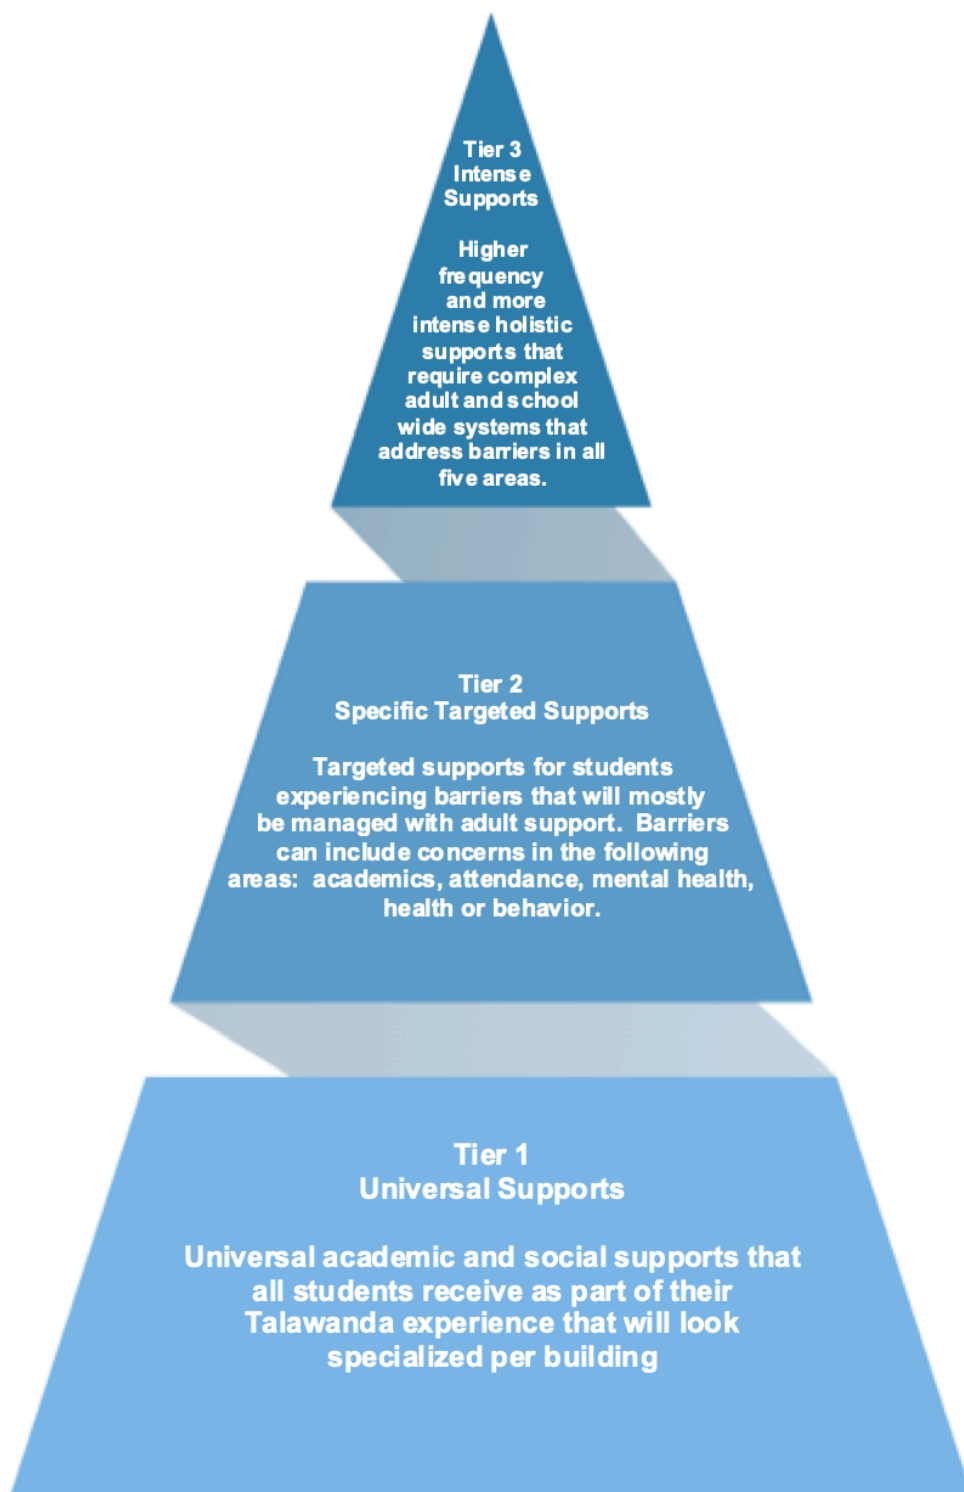 Tier 3
Intense
Supports
Higher
frequency
and more
intense holistic
supports that
require complex
adult and school
wide systems that
address barriers in all
five areas.
Tier 2
Specific Targeted Supports
Targeted supports for students
experiencing barriers that will mostly
be managed with adult support.  Barriers
can include concerns in the following
areas:  academics, attendance, mental health,
health or behavior.
Tier 1
Universal Supports
Universal academic and social supports that
all students receive as part of their
Talawanda experience that will look
specialized per building